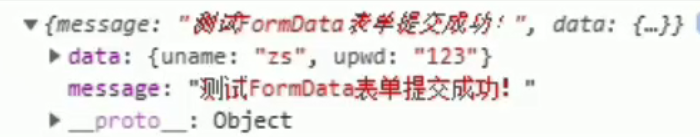 ▼{message: "测试FormData表单提交成功！", data: {…}}
▶data: {uname: "zs", upwd: "123"}
message: "测试FormData表单提交成功！"
▶__proto__: Object